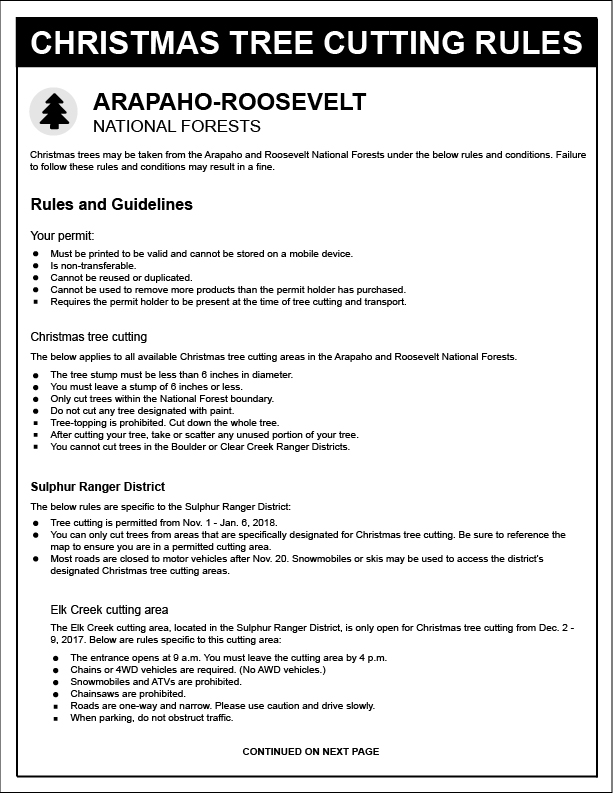 CHRISTMAS TREE CUTTING RULES
ARAPAHO-ROOSEVELT
NATIONAL FORESTS
Christmas trees may be taken from the Arapaho and Roosevelt National Forests under the below rules and conditions. Failure
to follow these rules and conditions may result in a fine.
Rules and Guidelines
Your permit:
● Must be printed to be valid and cannot be stored on a mobile device.
● Is non-transferable.
● Cannot be reused or duplicated.
● Cannot be used to remove more products than the permit holder has purchased.
▪ Requires the permit holder to be present at the time of tree cutting and transport.
Christmas tree cutting
The below applies to all available Christmas tree cutting areas in the Arapaho and Roosevelt National Forests.
● The tree stump must be less than 6 inches in diameter.
● You must leave a stump of 6 inches or less.
● Only cut trees within the National Forest boundary.
● Do not cut any tree designated with paint.
▪ Tree-topping is prohibited. Cut down the whole tree.
▪ After cutting your tree, take or scatter any unused portion of your tree.
▪ You cannot cut trees in the Boulder or Clear Creek Ranger Districts.
Sulphur Ranger District
The below rules are specific to the Sulphur Ranger District:
● Tree cutting is permitted from Nov. 1 - Jan. 6, 2018.
● You can only cut trees from areas that are specifically designated for Christmas tree cutting. Be sure to reference the
map to ensure you are in a permitted cutting area.
● Most roads are closed to motor vehicles after Nov. 20. Snowmobiles or skis may be used to access the district's
designated Christmas tree cutting areas.
Elk Creek cutting area
The Elk Creek cutting area, located in the Sulphur Ranger District, is only open for Christmas tree cutting from Dec. 2 -
9, 2017. Below are rules specific to this cutting area:
● The entrance opens at 9 a.m. You must leave the cutting area by 4 p.m.
● Chains or 4WD vehicles are required. (No AWD vehicles.)
● Snowmobiles and ATVs are prohibited.
● Chainsaws are prohibited.
▪ Roads are one-way and narrow. Please use caution and drive slowly.
▪ When parking, do not obstruct traffic.
CONTINUED ON NEXT PAGE